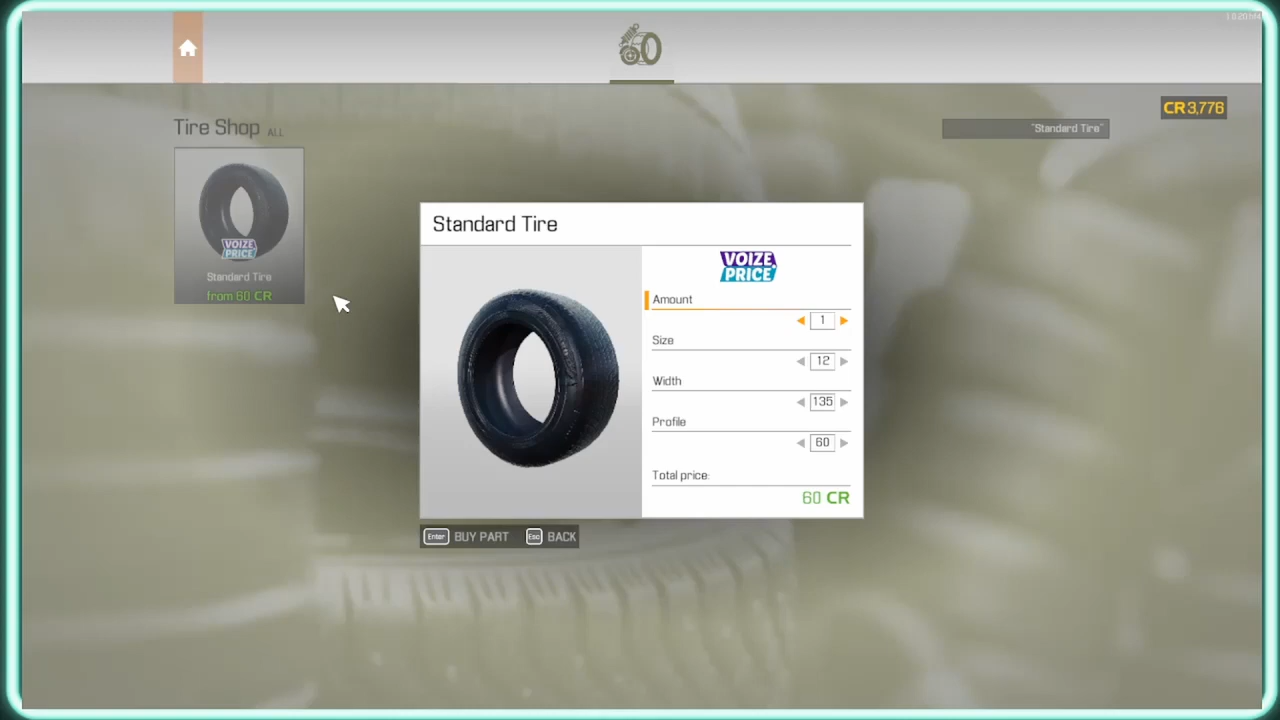 CR 3,776
Tire Shop ALL
"Standard Tire"
VOIZE
PRICE
Standard Tire
from 60 CR
Standard Tire
VOIZE
PRICE
Amount
1
Size
12
Width
135
Profile
60
Total price:
60 CR
Enter BUY PART Esc BACK